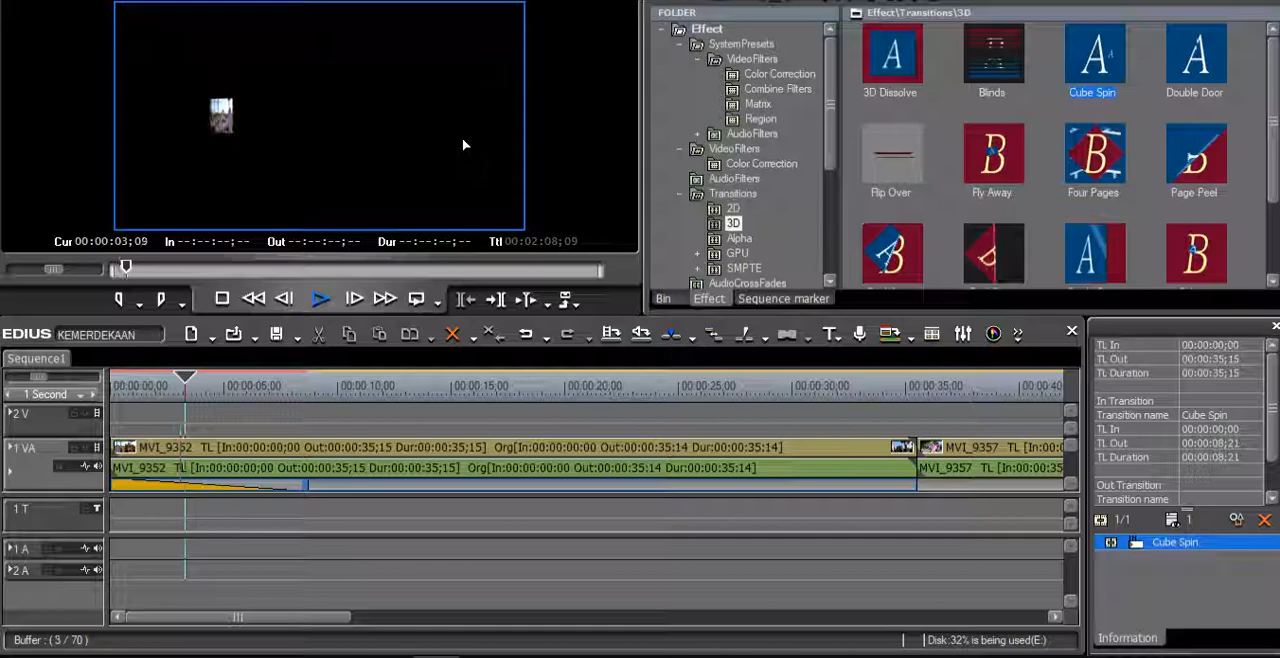 FOLDER
Effect\Transitions\3D
Effect
SystemPresets
VideoFilters
Color Correction
Combine Filters
Matrix
Region
AudioFilters
VideoFilters
Color Correction
AudioFilters
Transitions
2D
3D
Alpha
GPU
SMPTE
AudioCrossFades
Bin
Effect
Sequence marker
3D Dissolve
Blinds
Cube Spin
Double Door
Flip Over
Fly Away
Four Pages
Page Peel
Cur 00:00:03;09 In --:--:--;-- Out --:--:--;-- Dur --:--:--;-- Ttl 00:02:08;09
EDIUS KEMERDEKAAN
Sequence1
1 Second
00:00:00;00
00:00:05;00
00:00:10;00
00:00:15;00
00:00:20;00
00:00:25;00
00:00:30;00
00:00:35;00
00:00:40
2 V
1 VA
MVI_9352 TL [In:00:00:00;00 Out:00:00:35;15 Dur:00:00:35;15] Org[In:00:00:00;00 Out:00:00:35;14 Dur:00:00:35;14]
MVI_9357 TL [In:00:0
MVI_9352 TL [In:00:00:00;00 Out:00:00:35;15 Dur:00:00:35;15] Org[In:00:00:00;00 Out:00:00:35;14 Dur:00:00:35;14]
MVI_9357 TL [In:00:00:35
1 T
T
1 A
2 A
Buffer : ( 3 / 70 )
Disk:32% is being used(E:)
TL In 00:00:00;00
TL Out 00:00:35;15
TL Duration 00:00:35;15
In Transition
Transition name Cube Spin
TL In 00:00:00;00
TL Out 00:00:08;21
TL Duration 00:00:08;21
Out Transition
Transition name
1/1
1
Cube Spin
Information